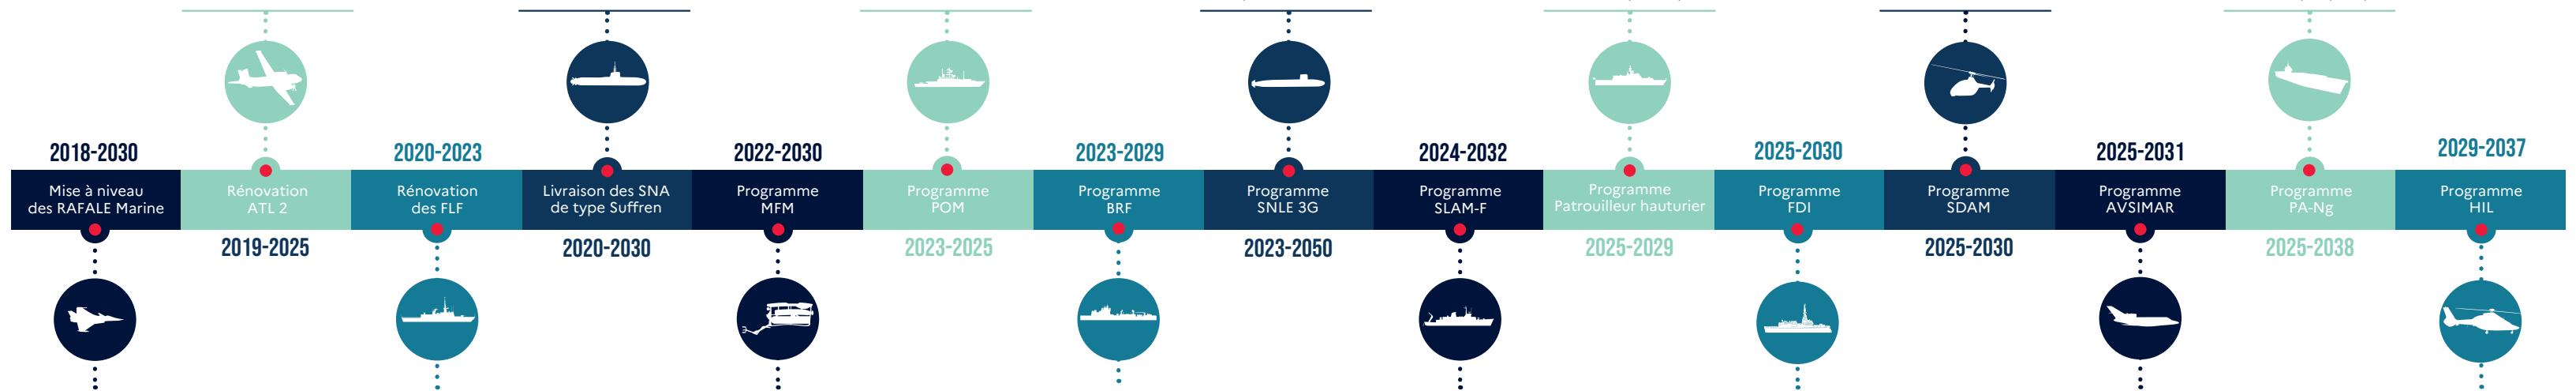 2018-2030
Mise à niveau
des RAFALE Marine
Rénovation
ATL 2
2019-2025
2020-2023
Rénovation
des FLF
Livraison des SNA
de type Suffren
2020-2030
2022-2030
Programme
MFM
Programme
POM
2023-2025
2023-2029
Programme
BRF
Programme
SNLE 3G
2023-2050
2024-2032
Programme
SLAM-F
Programme
Patrouilleur hauturier
2025-2029
2025-2030
Programme
FDI
Programme
SDAM
2025-2030
2025-2031
Programme
AVSIMAR
Programme
PA-Ng
2025-2038
2029-2037
Programme
HIL